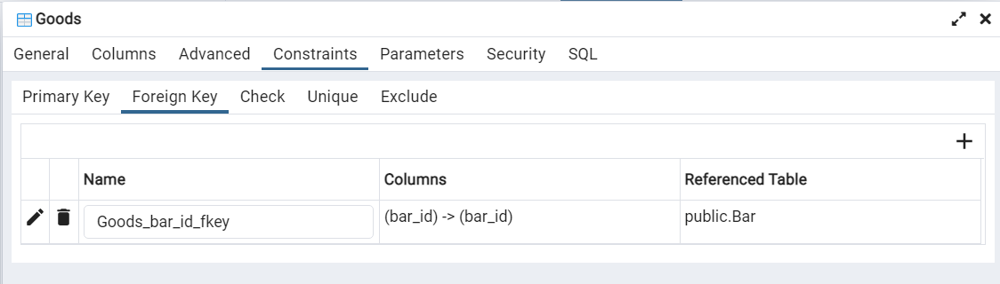 Goods
General Columns Advanced Constraints Parameters Security SQL
Primary Key Foreign Key Check Unique Exclude
Name Columns Referenced Table
Goods_bar_id_fkey (bar_id) -> (bar_id) public.Bar